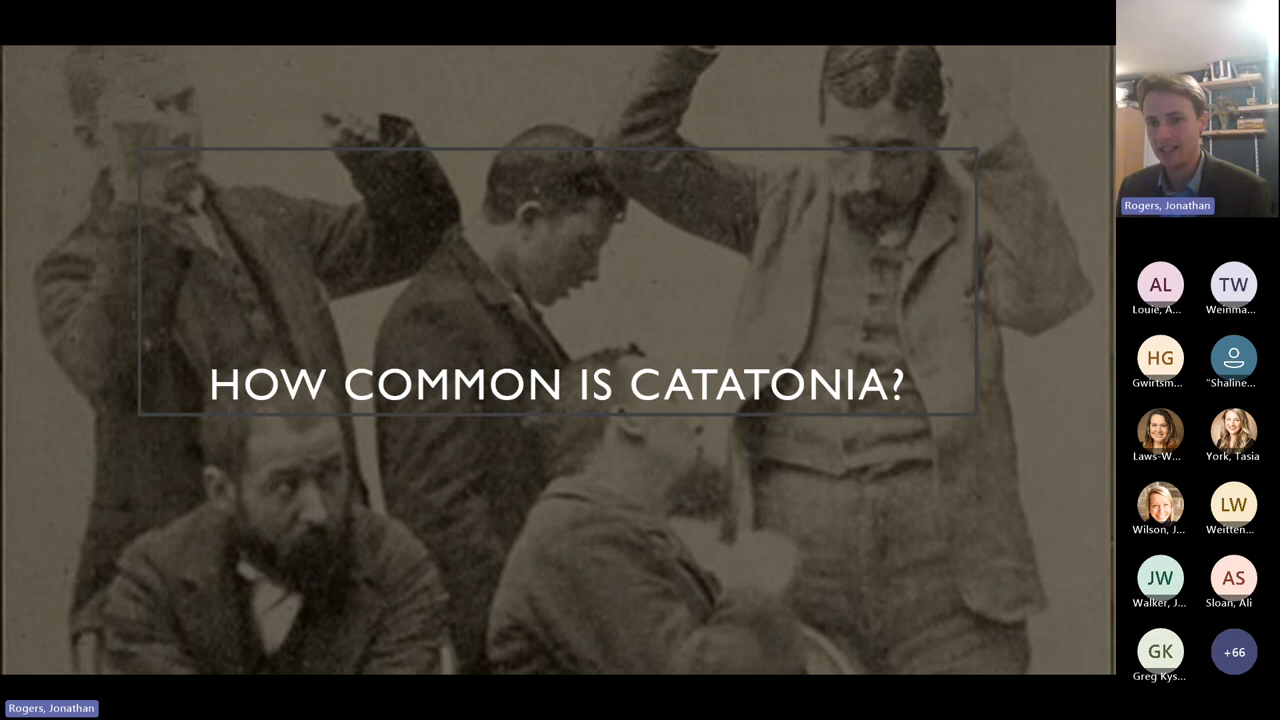 HOW COMMON IS CATATONIA?
Rogers, Jonathan
AL
TW
Louie, A...
Weinma...
HG
Gwirtsm...
"Shaline...
Laws-W...
York, Tasia
Wilson, J...
LW
Weitten...
JW
AS
Walker, J...
Sloan, Ali
GK
+66
Greg Kys...
Rogers, Jonathan